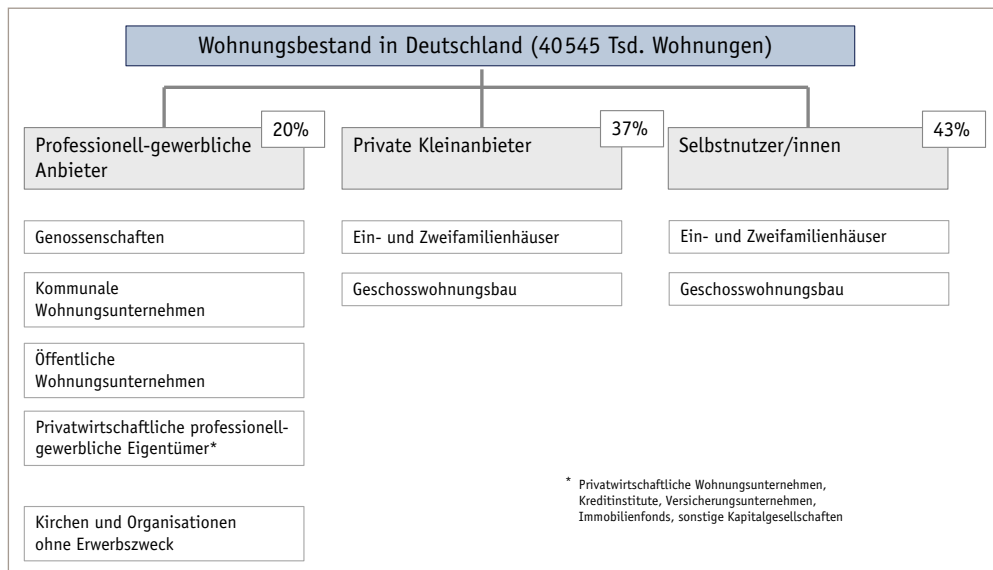 Wohnungsbestand in Deutschland (40545 Tsd. Wohnungen)
20%
Professionell-gewerbliche
Anbieter
37%
Private Kleinanbieter
43%
Selbstnutzer/innen
Genossenschaften
Kommunale
Wohnungsunternehmen
Öffentliche
Wohnungsunternehmen
Privatwirtschaftliche professionell-
gewerbliche Eigentümer*
Kirchen und Organisationen
ohne Erwerbszweck
Ein- und Zweifamilienhäuser
Geschosswohnungsbau
Ein- und Zweifamilienhäuser
Geschosswohnungsbau
* Privatwirtschaftliche Wohnungsunternehmen,
Kreditinstitute, Versicherungsunternehmen,
Immobilienfonds, sonstige Kapitalgesellschaften